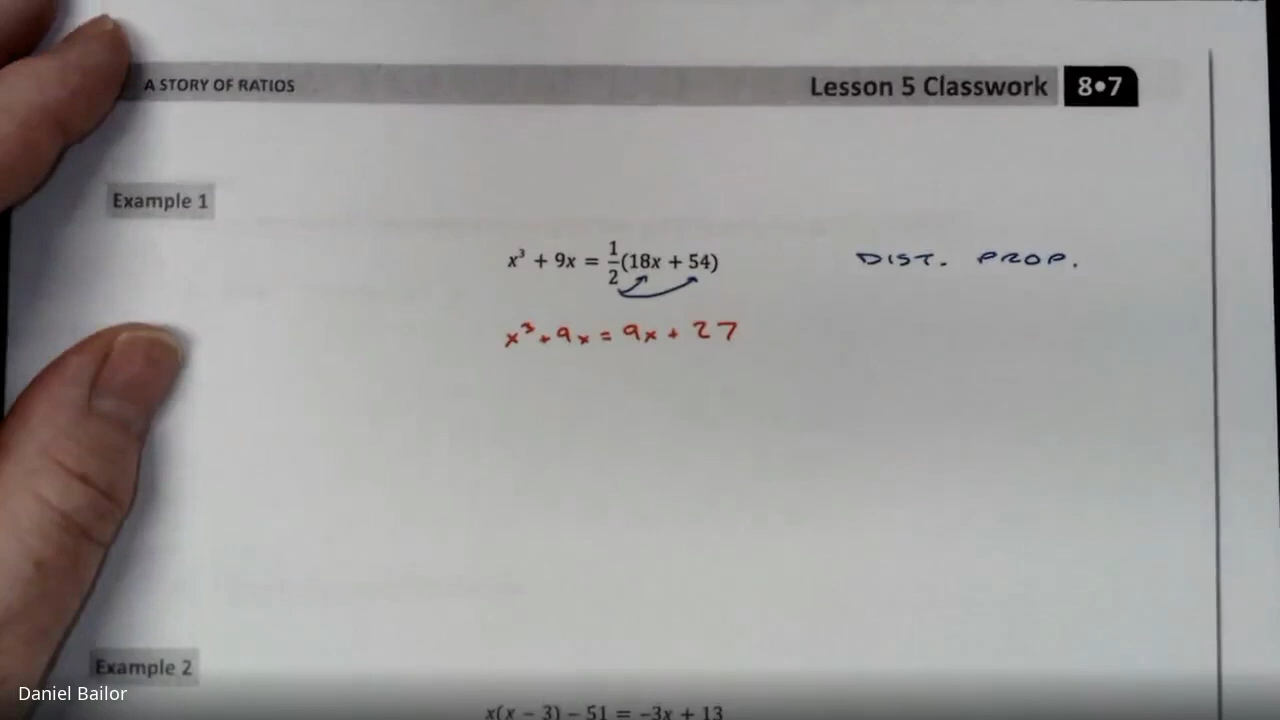 A STORY OF RATIOS
Lesson 5 Classwork 8•7
Example 1
x³ + 9x = 1/2(18x + 54)
DIST. PROP.
x³ + 9x = 9x + 27
Example 2
x(x − 3) − 51 = −3x + 13
Daniel Bailor